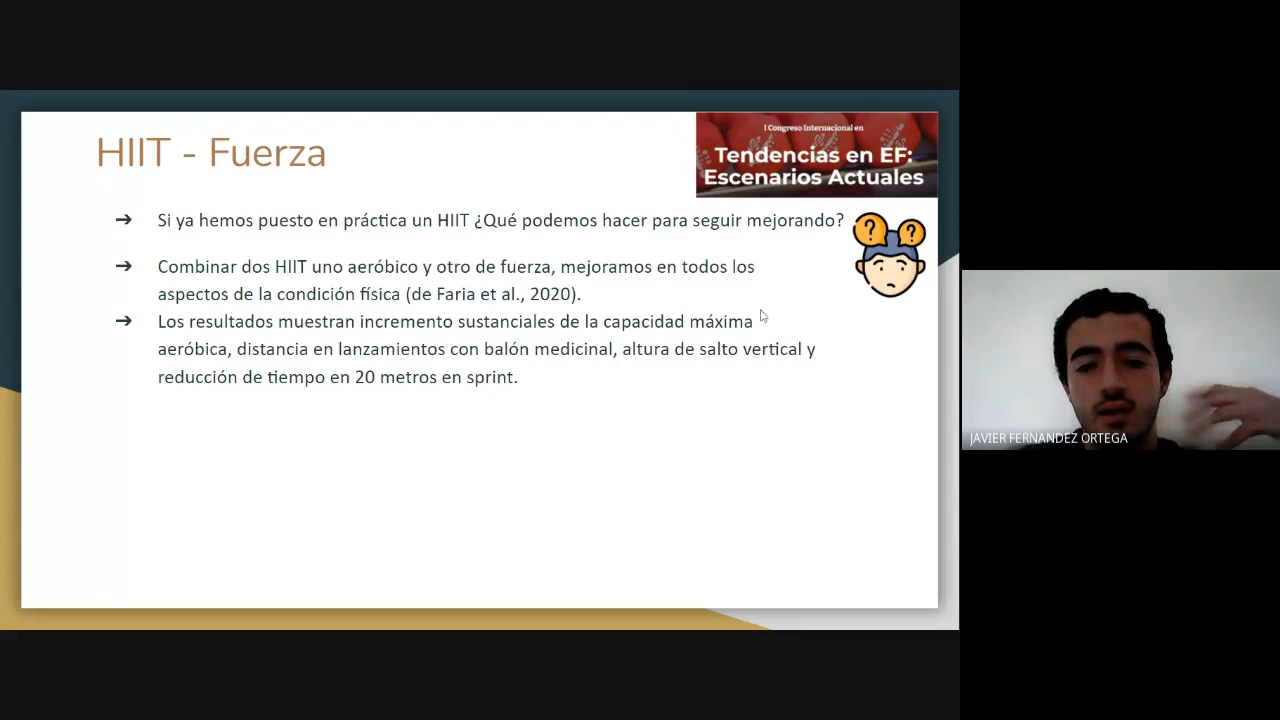 HIIT - Fuerza
I Congreso Internacional en
Tendencias en EF:
Escenarios Actuales
➔ Si ya hemos puesto en práctica un HIIT ¿Qué podemos hacer para seguir mejorando?
? ?
➔ Combinar dos HIIT uno aeróbico y otro de fuerza, mejoramos en todos los
aspectos de la condición física (de Faria et al., 2020).
➔ Los resultados muestran incremento sustanciales de la capacidad máxima
aeróbica, distancia en lanzamientos con balón medicinal, altura de salto vertical y
reducción de tiempo en 20 metros en sprint.
JAVIER FERNANDEZ ORTEGA